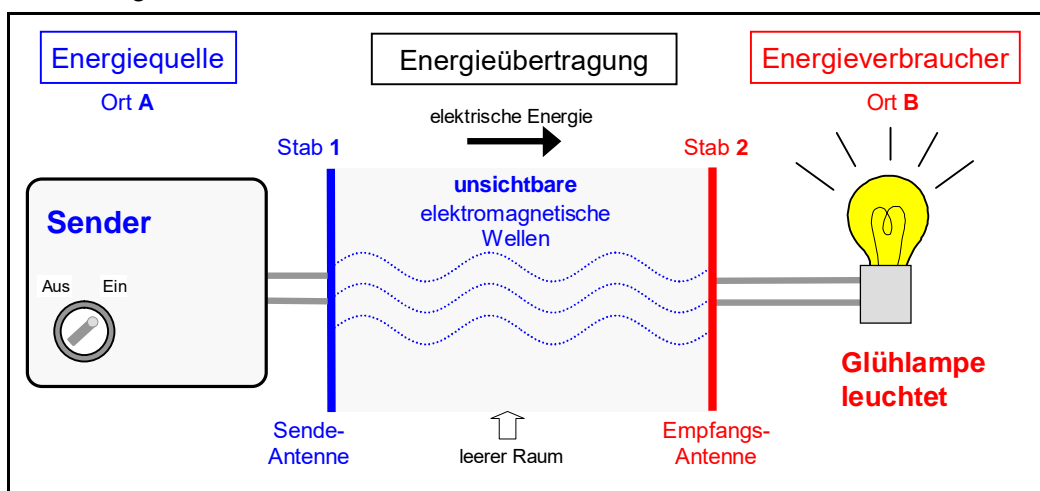 Energiequelle
Energieübertragung
Energieverbraucher
Ort A
elektrische Energie
Ort B
Stab 1
Stab 2
unsichtbare
elektromagnetische
Wellen
Sender
Aus
Ein
Glühlampe
leuchtet
Sende-
Antenne
leerer Raum
Empfangs-
Antenne